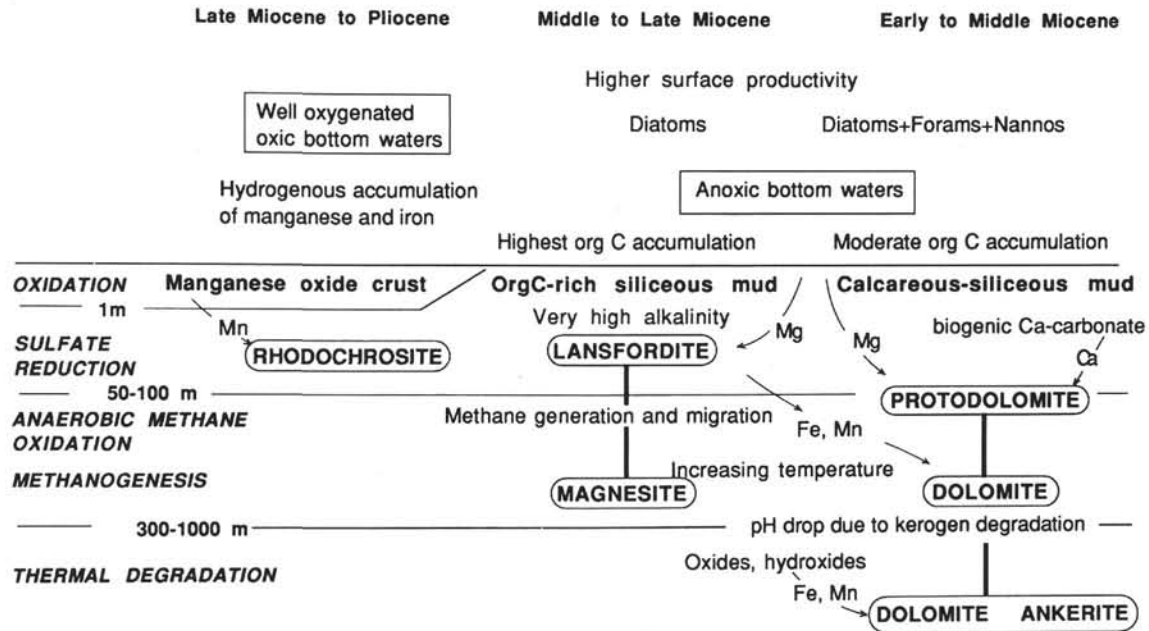 Late Miocene to Pliocene
Middle to Late Miocene
Early to Middle Miocene
Higher surface productivity
Well oxygenated
oxic bottom waters
Diatoms
Diatoms+Forams+Nannos
Hydrogenous accumulation
of manganese and iron
Anoxic bottom waters
Highest org C accumulation
Moderate org C accumulation
OXIDATION
Manganese oxide crust
OrgC-rich siliceous mud
Calcareous-siliceous mud
1m
Mn
Very high alkalinity
Mg
Mg
biogenic Ca-carbonate
SULFATE
REDUCTION
RHODOCHROSITE
LANSFORDITE
Ca
50-100 m
PROTODOLOMITE
ANAEROBIC METHANE
OXIDATION
Methane generation and migration
Fe, Mn
METHANOGENESIS
Increasing temperature
MAGNESITE
DOLOMITE
300-1000 m
pH drop due to kerogen degradation
THERMAL DEGRADATION
Oxides, hydroxides
Fe, Mn
DOLOMITE ANKERITE